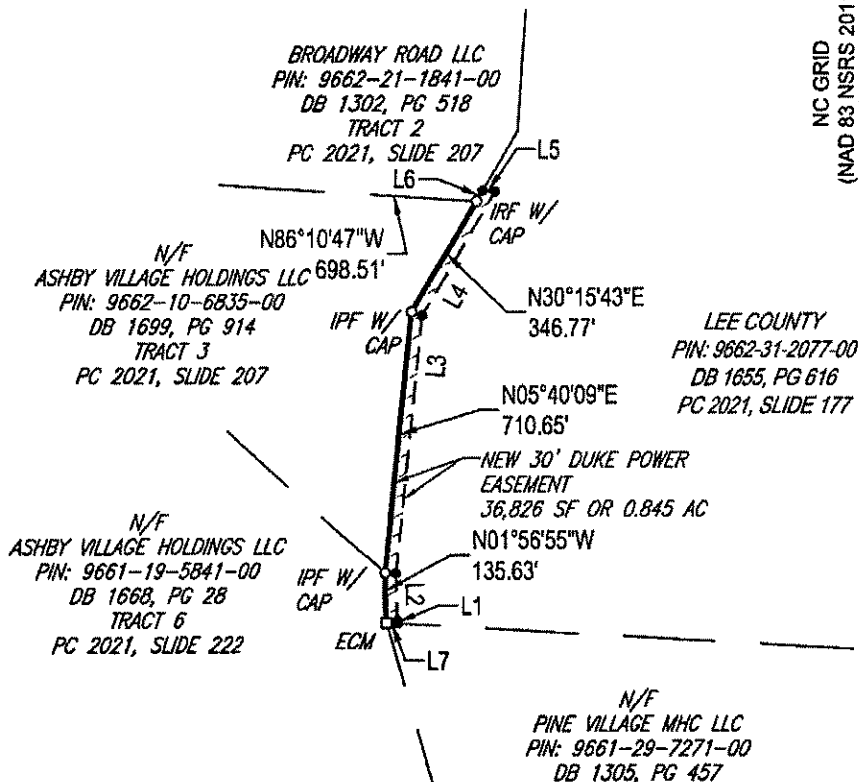 BROADWAY ROAD LLC
PIN: 9662-21-1841-00
DB 1302, PG 518
TRACT 2
PC 2021, SLIDE 207
NC GRID
(NAD 83 NSRS 201
L5
L6
IRF W/
CAP
N86°10'47"W
698.51'
N/F
ASHBY VILLAGE HOLDINGS LLC
PIN: 9662-10-6835-00
DB 1699, PG 914
TRACT 3
PC 2021, SLIDE 207
L4
N30°15'43"E
346.77'
IPF W/
CAP
LEE COUNTY
PIN: 9662-31-2077-00
DB 1655, PG 616
PC 2021, SLIDE 177
L3
N05°40'09"E
710.65'
NEW 30' DUKE POWER
EASEMENT
36,826 SF OR 0.845 AC
N01°56'55"W
135.63'
N/F
ASHBY VILLAGE HOLDINGS LLC
PIN: 9661-19-5841-00
DB 1668, PG 28
TRACT 6
PC 2021, SLIDE 222
IPF W/
CAP
L2
L1
ECM
L7
N/F
PINE VILLAGE MHC LLC
PIN: 9661-29-7271-00
DB 1305, PG 457